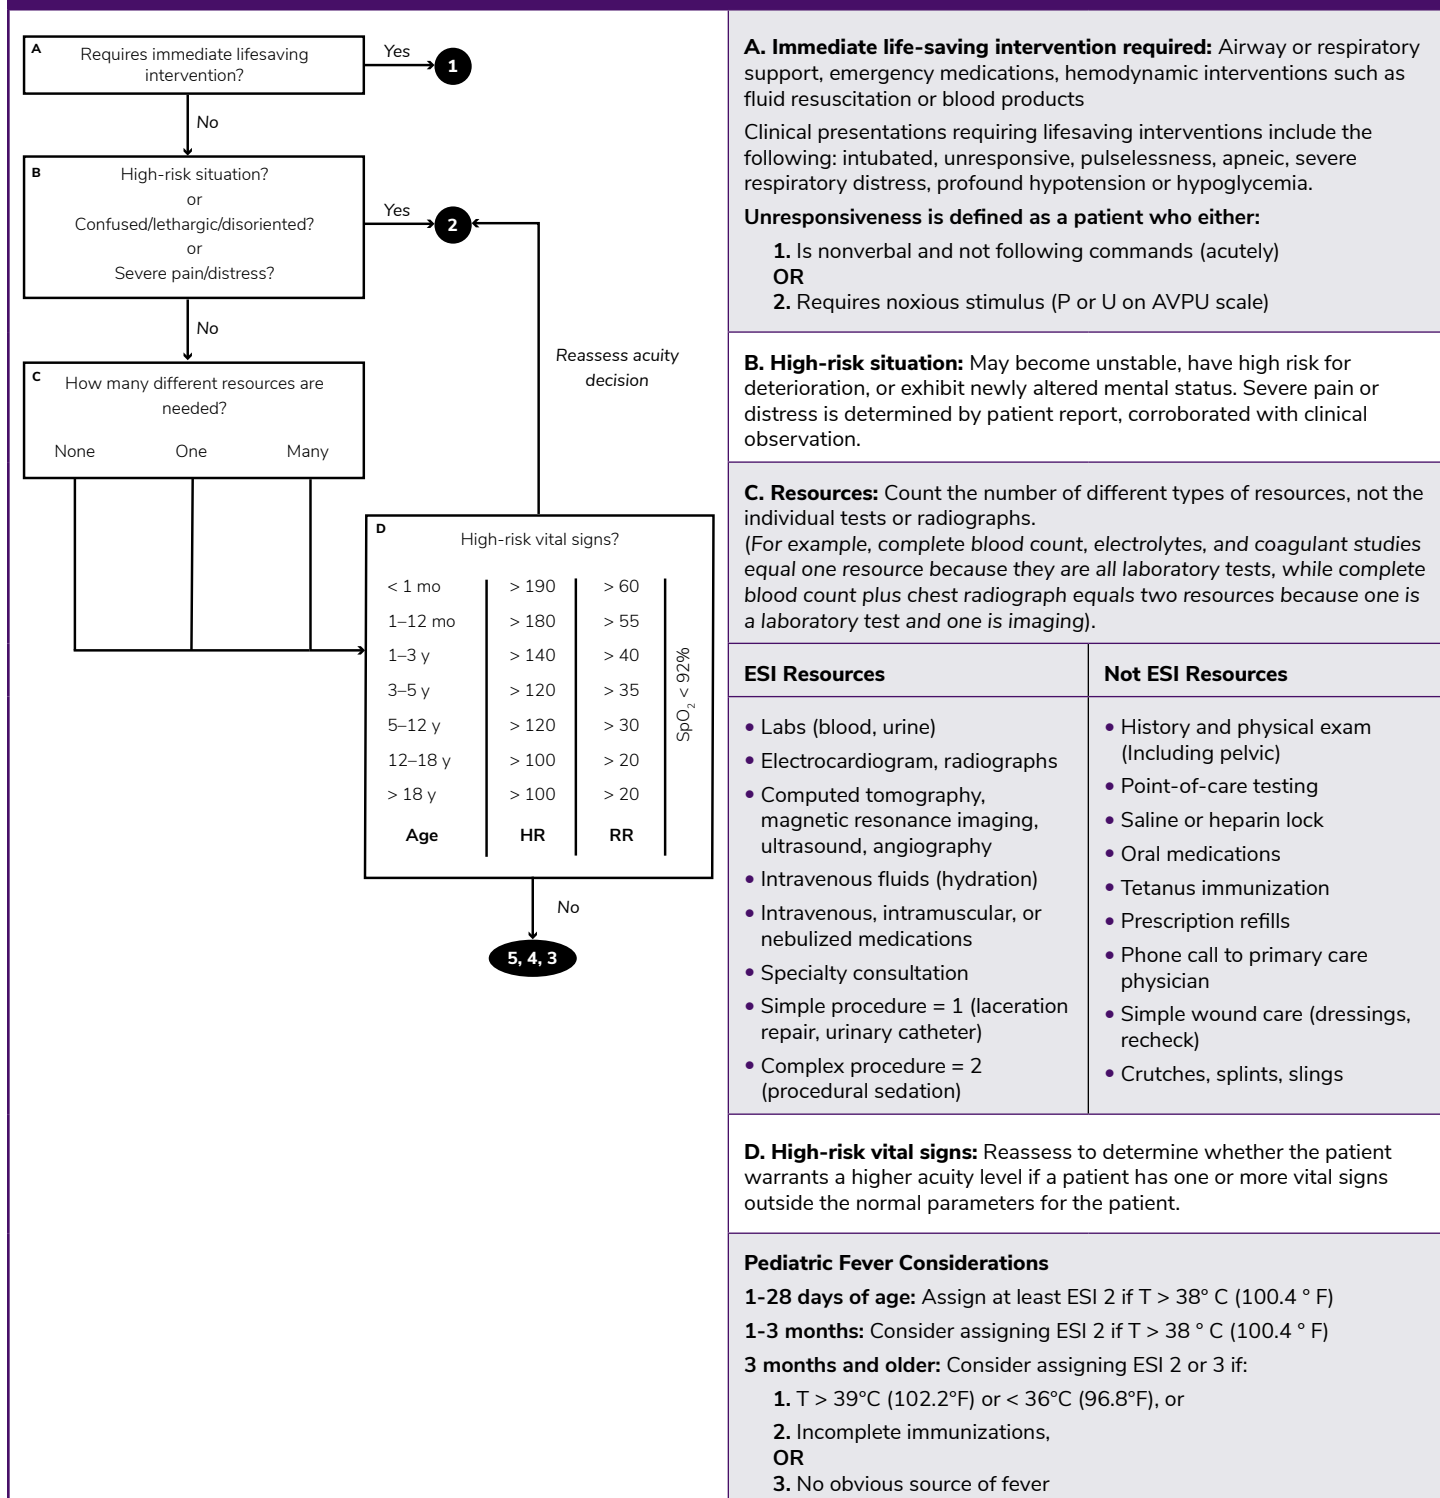 A
Requires immediate lifesaving
intervention?
Yes
1
No
B
High-risk situation?
or
Confused/lethargic/disoriented?
or
Severe pain/distress?
Yes
2
No
Reassess acuity
decision
C
How many different resources are
needed?
None One Many
D
High-risk vital signs?
< 1 mo > 190 > 60
1–12 mo > 180 > 55
1–3 y > 140 > 40
3–5 y > 120 > 35
5–12 y > 120 > 30
12–18 y > 100 > 20
> 18 y > 100 > 20
Age HR RR
SpO₂ < 92%
No
5, 4, 3
A. Immediate life-saving intervention required: Airway or respiratory
support, emergency medications, hemodynamic interventions such as
fluid resuscitation or blood products
Clinical presentations requiring lifesaving interventions include the
following: intubated, unresponsive, pulselessness, apneic, severe
respiratory distress, profound hypotension or hypoglycemia.
Unresponsiveness is defined as a patient who either:
1. Is nonverbal and not following commands (acutely)
OR
2. Requires noxious stimulus (P or U on AVPU scale)
B. High-risk situation: May become unstable, have high risk for
deterioration, or exhibit newly altered mental status. Severe pain or
distress is determined by patient report, corroborated with clinical
observation.
C. Resources: Count the number of different types of resources, not the
individual tests or radiographs.
(For example, complete blood count, electrolytes, and coagulant studies
equal one resource because they are all laboratory tests, while complete
blood count plus chest radiograph equals two resources because one is
a laboratory test and one is imaging).
ESI Resources
• Labs (blood, urine)
• Electrocardiogram, radiographs
• Computed tomography,
magnetic resonance imaging,
ultrasound, angiography
• Intravenous fluids (hydration)
• Intravenous, intramuscular, or
nebulized medications
• Specialty consultation
• Simple procedure = 1 (laceration
repair, urinary catheter)
• Complex procedure = 2
(procedural sedation)
Not ESI Resources
• History and physical exam
(Including pelvic)
• Point-of-care testing
• Saline or heparin lock
• Oral medications
• Tetanus immunization
• Prescription refills
• Phone call to primary care
physician
• Simple wound care (dressings,
recheck)
• Crutches, splints, slings
D. High-risk vital signs: Reassess to determine whether the patient
warrants a higher acuity level if a patient has one or more vital signs
outside the normal parameters for the patient.
Pediatric Fever Considerations
1-28 days of age: Assign at least ESI 2 if T > 38° C (100.4 ° F)
1-3 months: Consider assigning ESI 2 if T > 38 ° C (100.4 ° F)
3 months and older: Consider assigning ESI 2 or 3 if:
1. T > 39°C (102.2°F) or < 36°C (96.8°F), or
2. Incomplete immunizations,
OR
3. No obvious source of fever